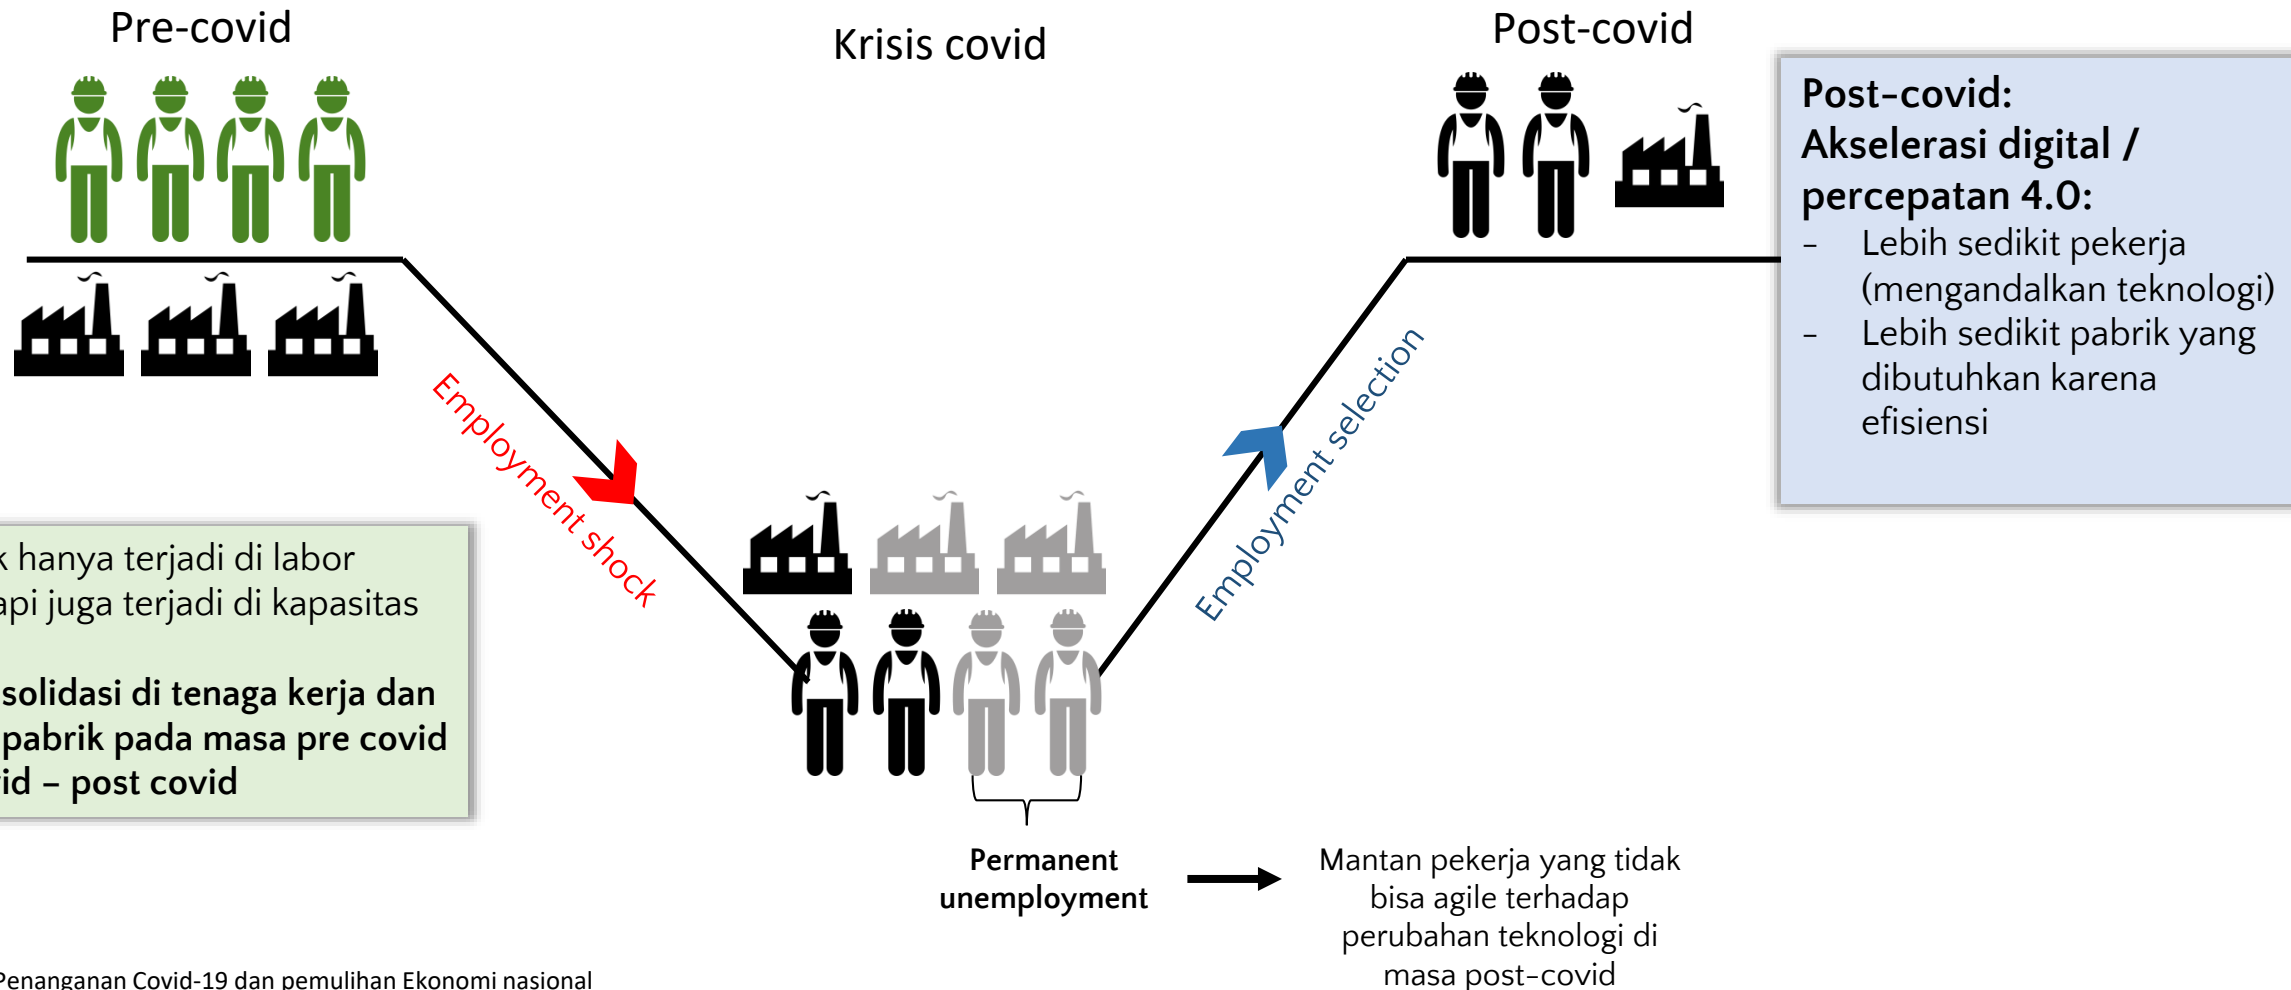 Pre-covid
Krisis covid
Post-covid
Post-covid:
Akselerasi digital /
percepatan 4.0:
- Lebih sedikit pekerja
(mengandalkan teknologi)
- Lebih sedikit pabrik yang
dibutuhkan karena
efisiensi
Employment shock
Employment selection
k hanya terjadi di labor
api juga terjadi di kapasitas
solidasi di tenaga kerja dan
pabrik pada masa pre covid
id – post covid
Permanent
unemployment
Mantan pekerja yang tidak
bisa agile terhadap
perubahan teknologi di
masa post-covid
Penanganan Covid-19 dan pemulihan Ekonomi nasional